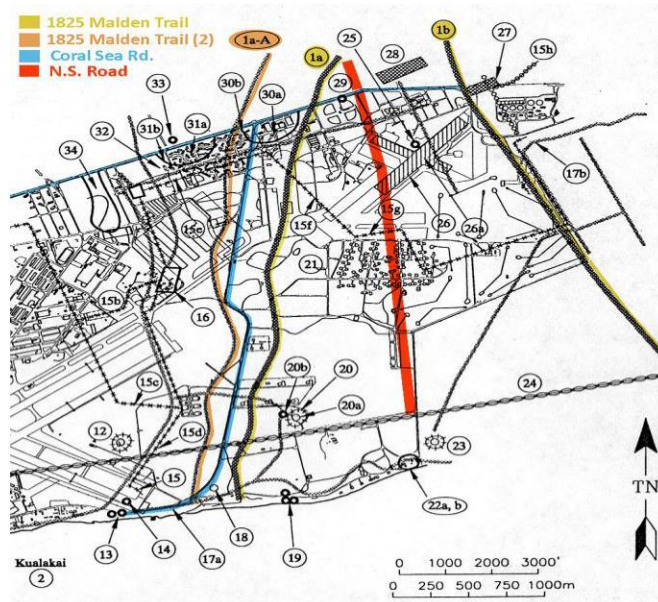 1825 Malden Trail
1825 Malden Trail (2)
Coral Sea Rd.
N.S. Road
1a-A
1a
1b
25
28
27
15h
33
30b
30a
29
31b
31a
32
34
17b
15e
15f
15g
26
26a
21
15b
16
15c
20b
20
24
20a
12
15d
23
15
18
22a, b
13
14
17a
19
Kualakai
2
TN
0 1000 2000 3000'
0 250 500 750 1000m